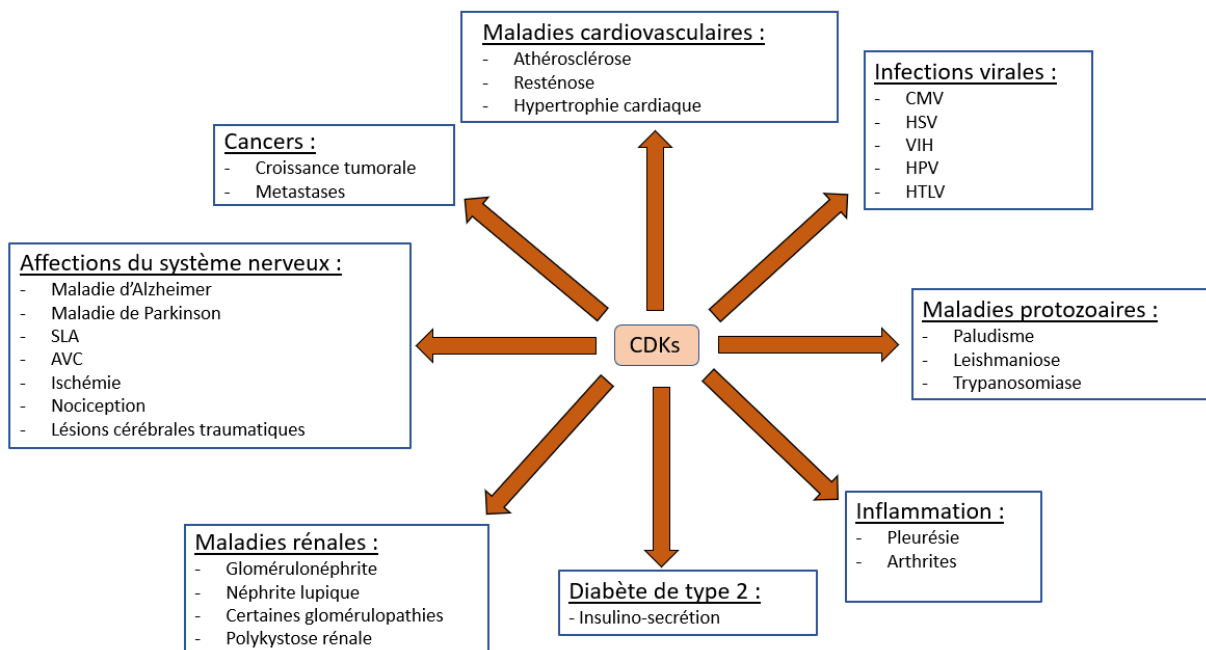 Maladies cardiovasculaires :
- Athérosclérose
- Resténose
- Hypertrophie cardiaque
Infections virales :
- CMV
- HSV
- VIH
- HPV
- HTLV
Cancers :
- Croissance tumorale
- Metastases
Affections du système nerveux :
- Maladie d'Alzheimer
- Maladie de Parkinson
- SLA
- AVC
- Ischémie
- Nociception
- Lésions cérébrales traumatiques
CDKs
Maladies protozoaires :
- Paludisme
- Leishmaniose
- Trypanosomiase
Maladies rénales :
- Glomérulonéphrite
- Néphrite lupique
- Certaines glomérulopathies
- Polykystose rénale
Diabète de type 2 :
- Insulino-secrétion
Inflammation :
- Pleurésie
- Arthrites